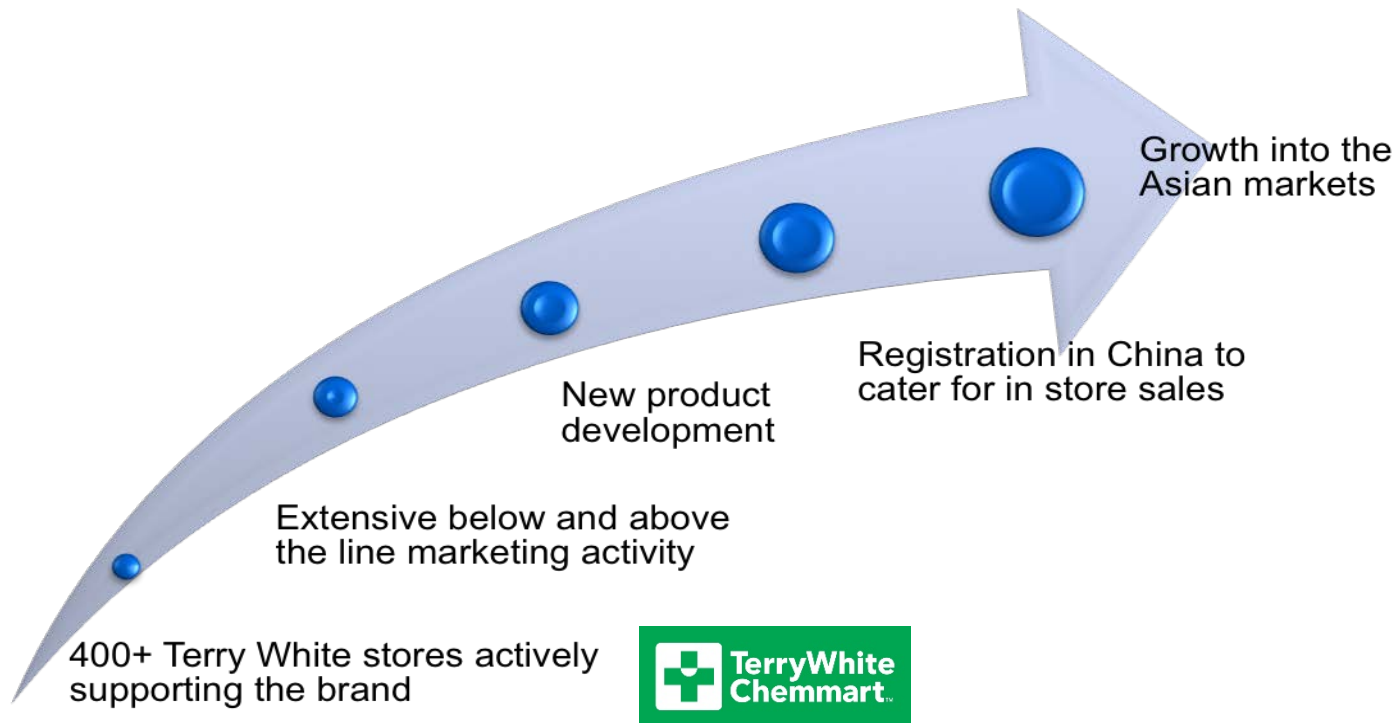 Growth into the
Asian markets
Registration in China to
cater for in store sales
New product
development
Extensive below and above
the line marketing activity
400+ Terry White stores actively
supporting the brand
TerryWhite
Chemmart™